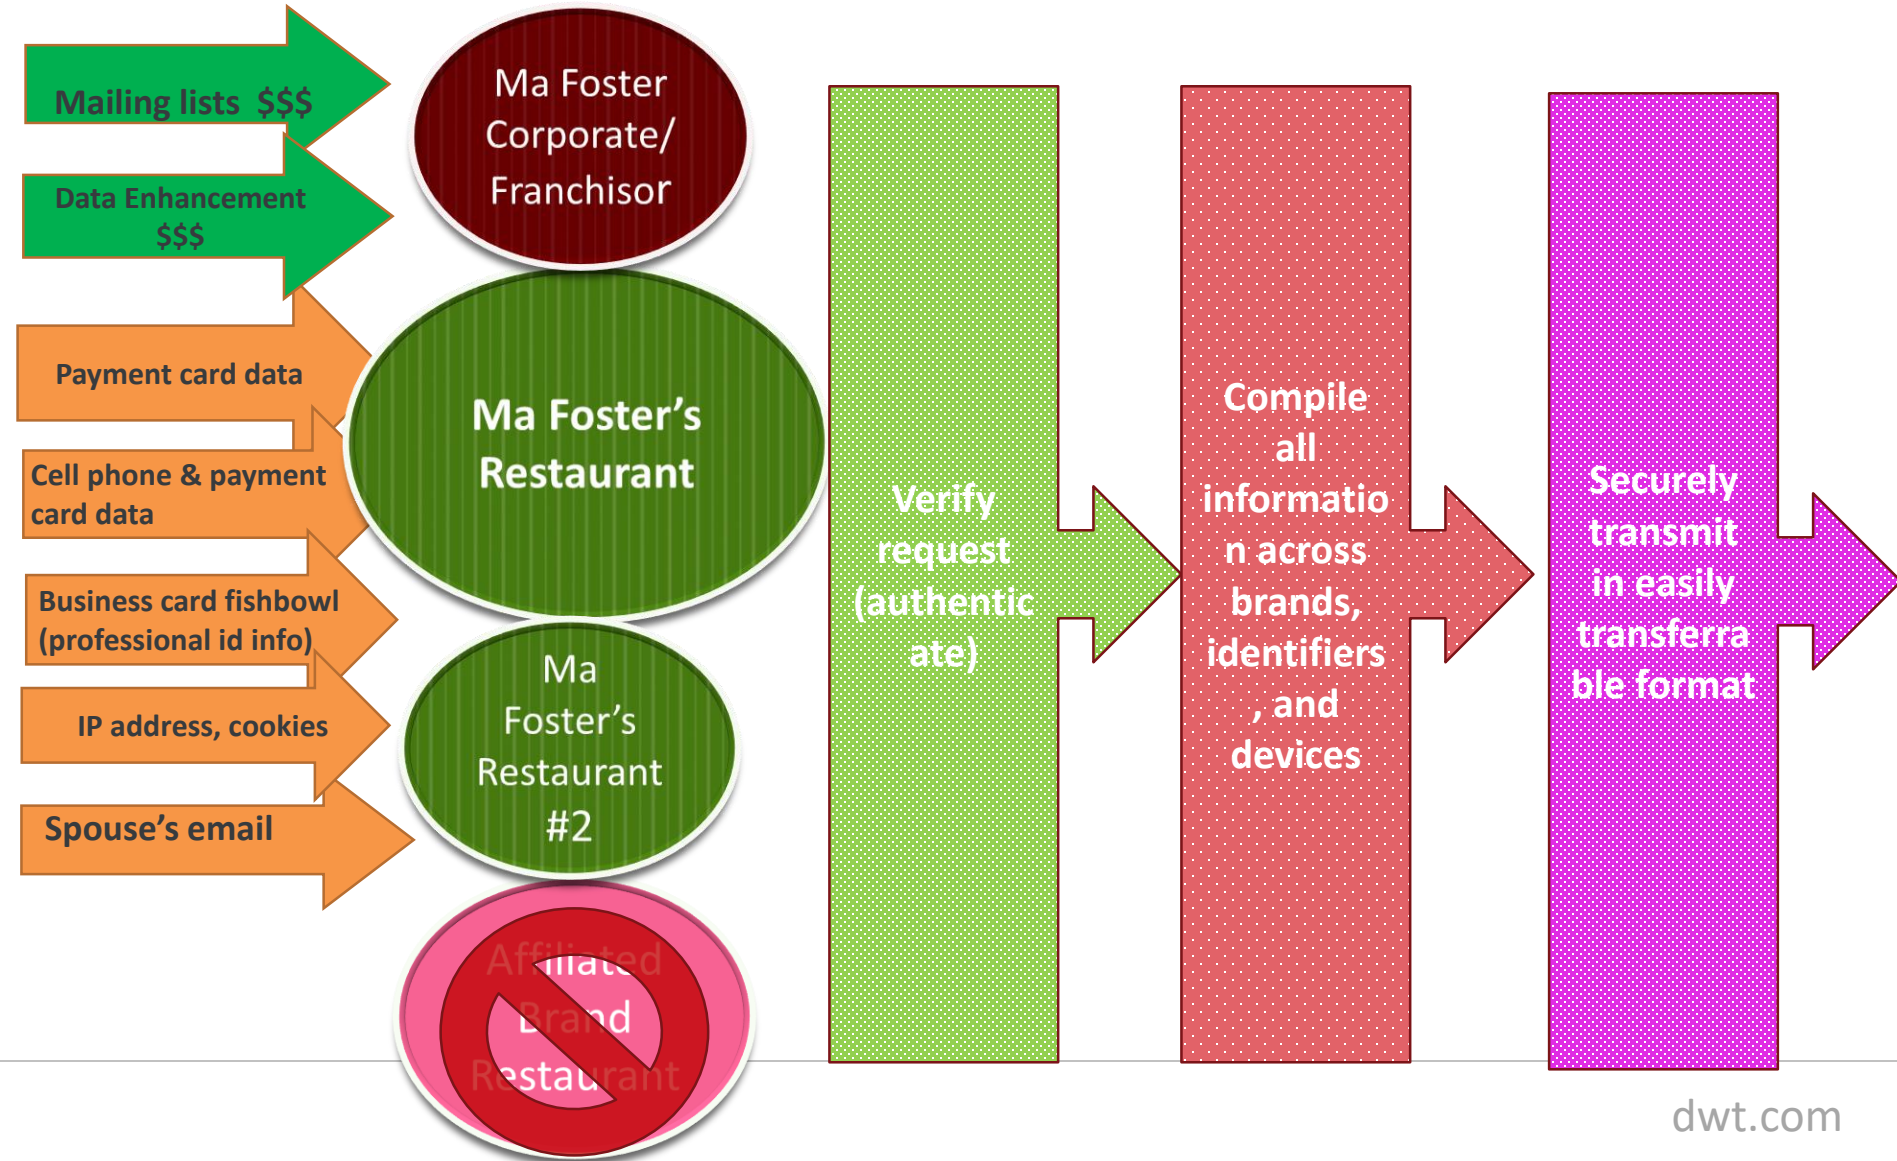 Mailing lists $$$
Data Enhancement
$$$
Payment card data
Cell phone & payment
card data
Business card fishbowl
(professional id info)
IP address, cookies
Spouse's email
Ma Foster
Corporate/
Franchisor
Ma Foster's
Restaurant
Ma
Foster's
Restaurant
#2
Affiliated
Brand
Restaurant
Verify
request
(authentic
ate)
Compile
all
informatio
n across
brands,
identifiers
, and
devices
Securely
transmit
in easily
transferra
ble format
dwt.com